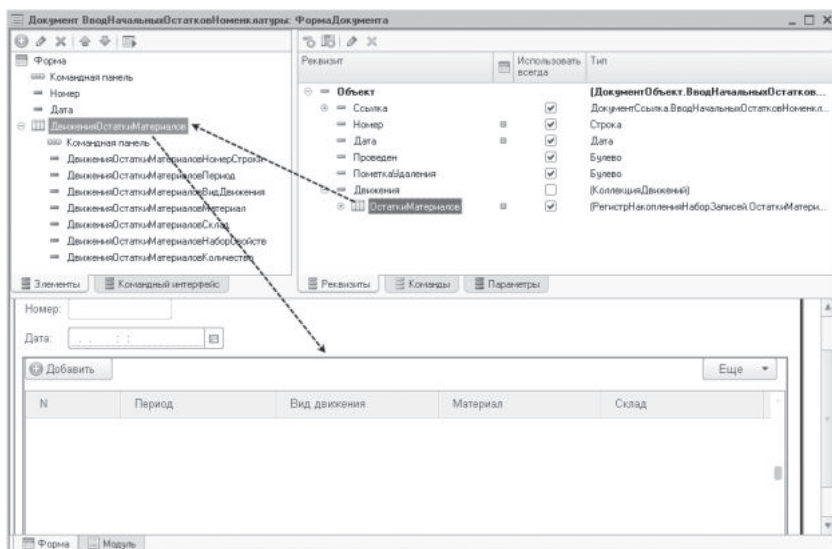 Документ ВводНачальныхОстатковНоменклатуры: ФормаДокумента
Форма
Командная панель
Номер
Дата
ДвиженияОстаткиМатериалов
Командная панель
ДвиженияОстаткиМатериаловНомерСтроки
ДвиженияОстаткиМатериаловПериод
ДвиженияОстаткиМатериаловВидДвижения
ДвиженияОстаткиМатериаловМатериал
ДвиженияОстаткиМатериаловСклад
ДвиженияОстаткиМатериаловНаборСвойств
ДвиженияОстаткиМатериаловКоличество
Элементы
Командный интерфейс
Реквизит
Использовать всегда
Тип
Объект
(ДокументОбъект.ВводНачальныхОстатков...
Ссылка
ДокументСсылка.ВводНачальныхОстатковНоменкл...
Номер
Строка
Дата
Дата
Проведен
Булево
ПометкаУдаления
Булево
Движения
(КоллекцияДвижений)
ОстаткиМатериалов
(РегистрНакопленияНаборЗаписей.ОстаткиМатери...
Реквизиты
Команды
Параметры
Номер:
Дата: . . : :
Добавить
Еще
N
Период
Вид движения
Материал
Склад
Форма
Модуль